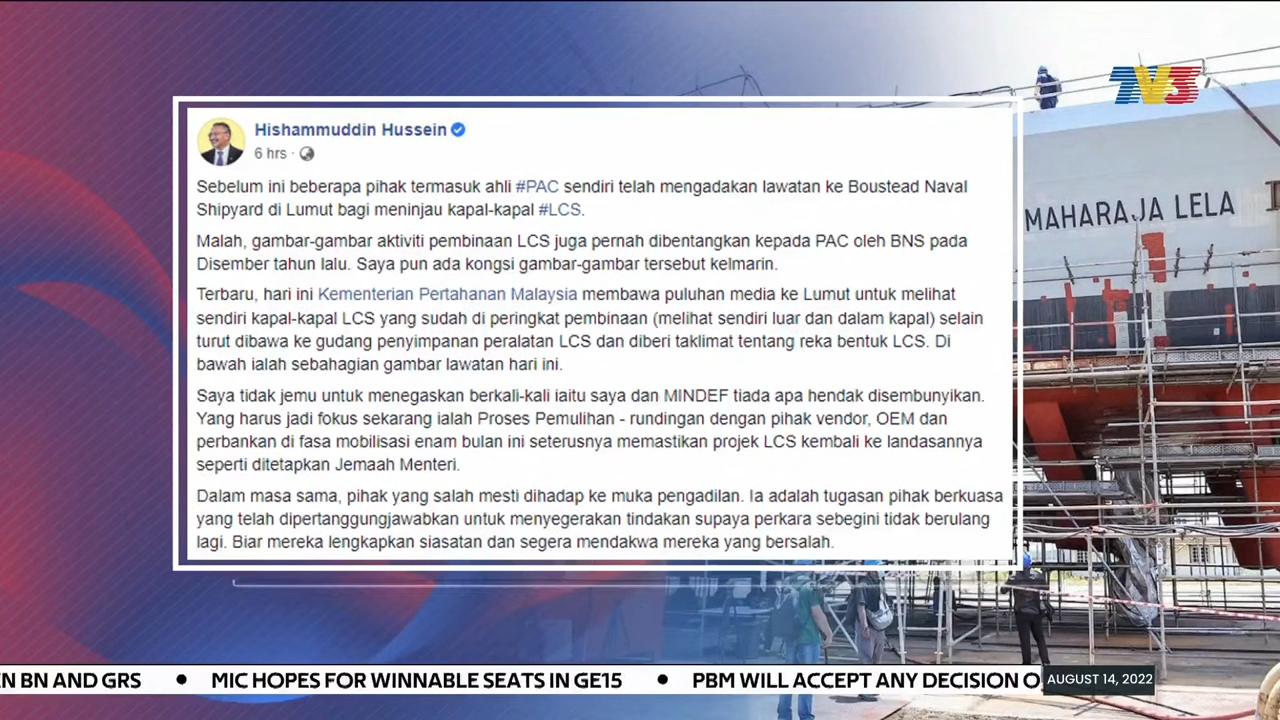 TV3
Hishammuddin Hussein
6 hrs ·
Sebelum ini beberapa pihak termasuk ahli #PAC sendiri telah mengadakan lawatan ke Boustead Naval
Shipyard di Lumut bagi meninjau kapal-kapal #LCS.
Malah, gambar-gambar aktiviti pembinaan LCS juga pernah dibentangkan kepada PAC oleh BNS pada
Disember tahun lalu. Saya pun ada kongsi gambar-gambar tersebut kelmarin.
Terbaru, hari ini Kementerian Pertahanan Malaysia membawa puluhan media ke Lumut untuk melihat
sendiri kapal-kapal LCS yang sudah di peringkat pembinaan (melihat sendiri luar dan dalam kapal) selain
turut dibawa ke gudang penyimpanan peralatan LCS dan diberi taklimat tentang reka bentuk LCS. Di
bawah ialah sebahagian gambar lawatan hari ini.
Saya tidak jemu untuk menegaskan berkali-kali iaitu saya dan MINDEF tiada apa hendak disembunyikan.
Yang harus jadi fokus sekarang ialah Proses Pemulihan - rundingan dengan pihak vendor, OEM dan
perbankan di fasa mobilisasi enam bulan ini seterusnya memastikan projek LCS kembali ke landasannya
seperti ditetapkan Jemaah Menteri.
Dalam masa sama, pihak yang salah mesti dihadap ke muka pengadilan. Ia adalah tugasan pihak berkuasa
yang telah dipertanggungjawabkan untuk menyegerakan tindakan supaya perkara sebegini tidak berulang
lagi. Biar mereka lengkapkan siasatan dan segera mendakwa mereka yang bersalah.
MAHARAJA LELA
EN BN AND GRS • MIC HOPES FOR WINNABLE SEATS IN GE15 • PBM WILL ACCEPT ANY DECISION O
AUGUST 14, 2022